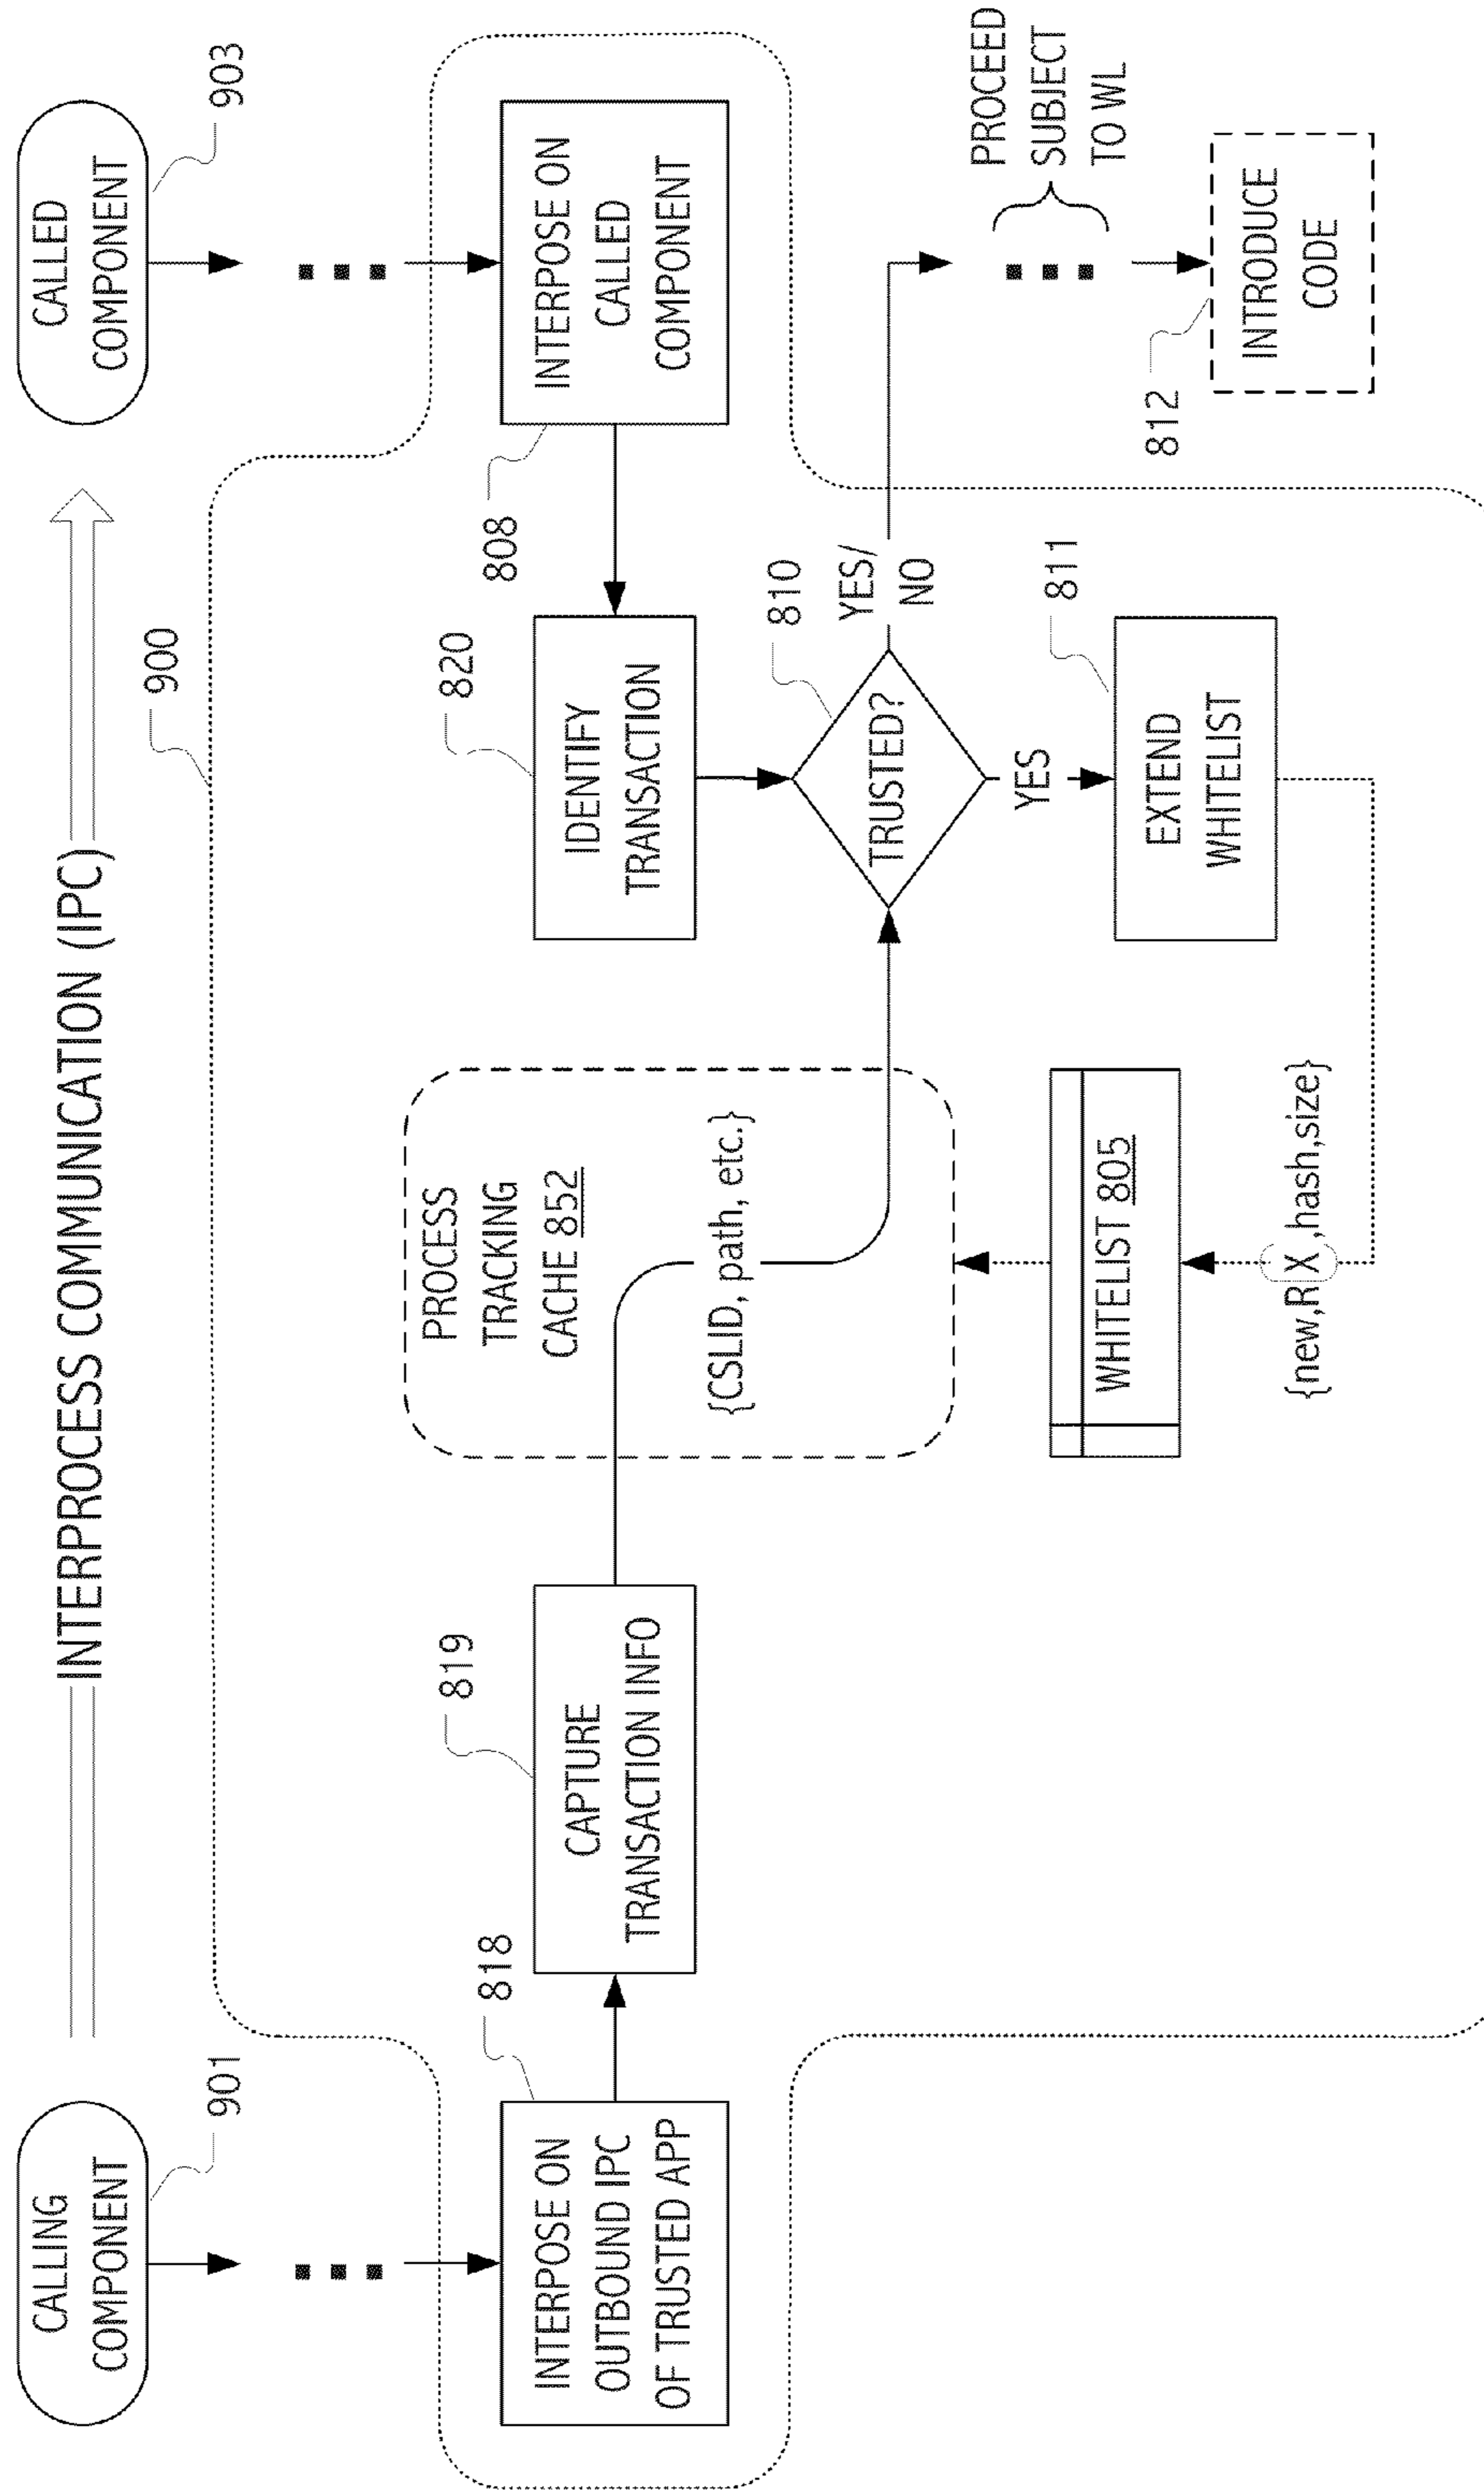 INTERPROCESS COMMUNICATION (IPC)
CALLING
COMPONENT
901
CALLED
COMPONENT
903
900
INTERPOSE ON
OUTBOUND IPC
OF TRUSTED APP
818
CAPTURE
TRANSACTION INFO
819
PROCESS
TRACKING
CACHE 852
{CSLID, path, etc.}
IDENTIFY
TRANSACTION
820
INTERPOSE ON
CALLED
COMPONENT
808
TRUSTED?
810
YES/
NO
YES
PROCEED
SUBJECT
TO WL
WHITELIST 805
{new,R X ,hash,size}
EXTEND
WHITELIST
811
INTRODUCE
CODE
812